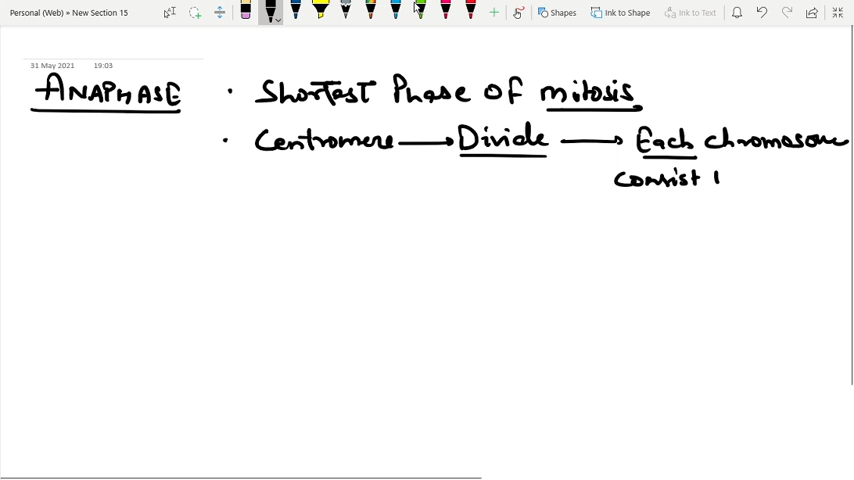 Personal (Web) » New Section 15
Shapes
Ink to Shape
Ink to Text
31 May 2021 19:03
ANAPHASE • Shortest Phase of mitosis
• Centromere → Divide → Each chromosome
consist 1